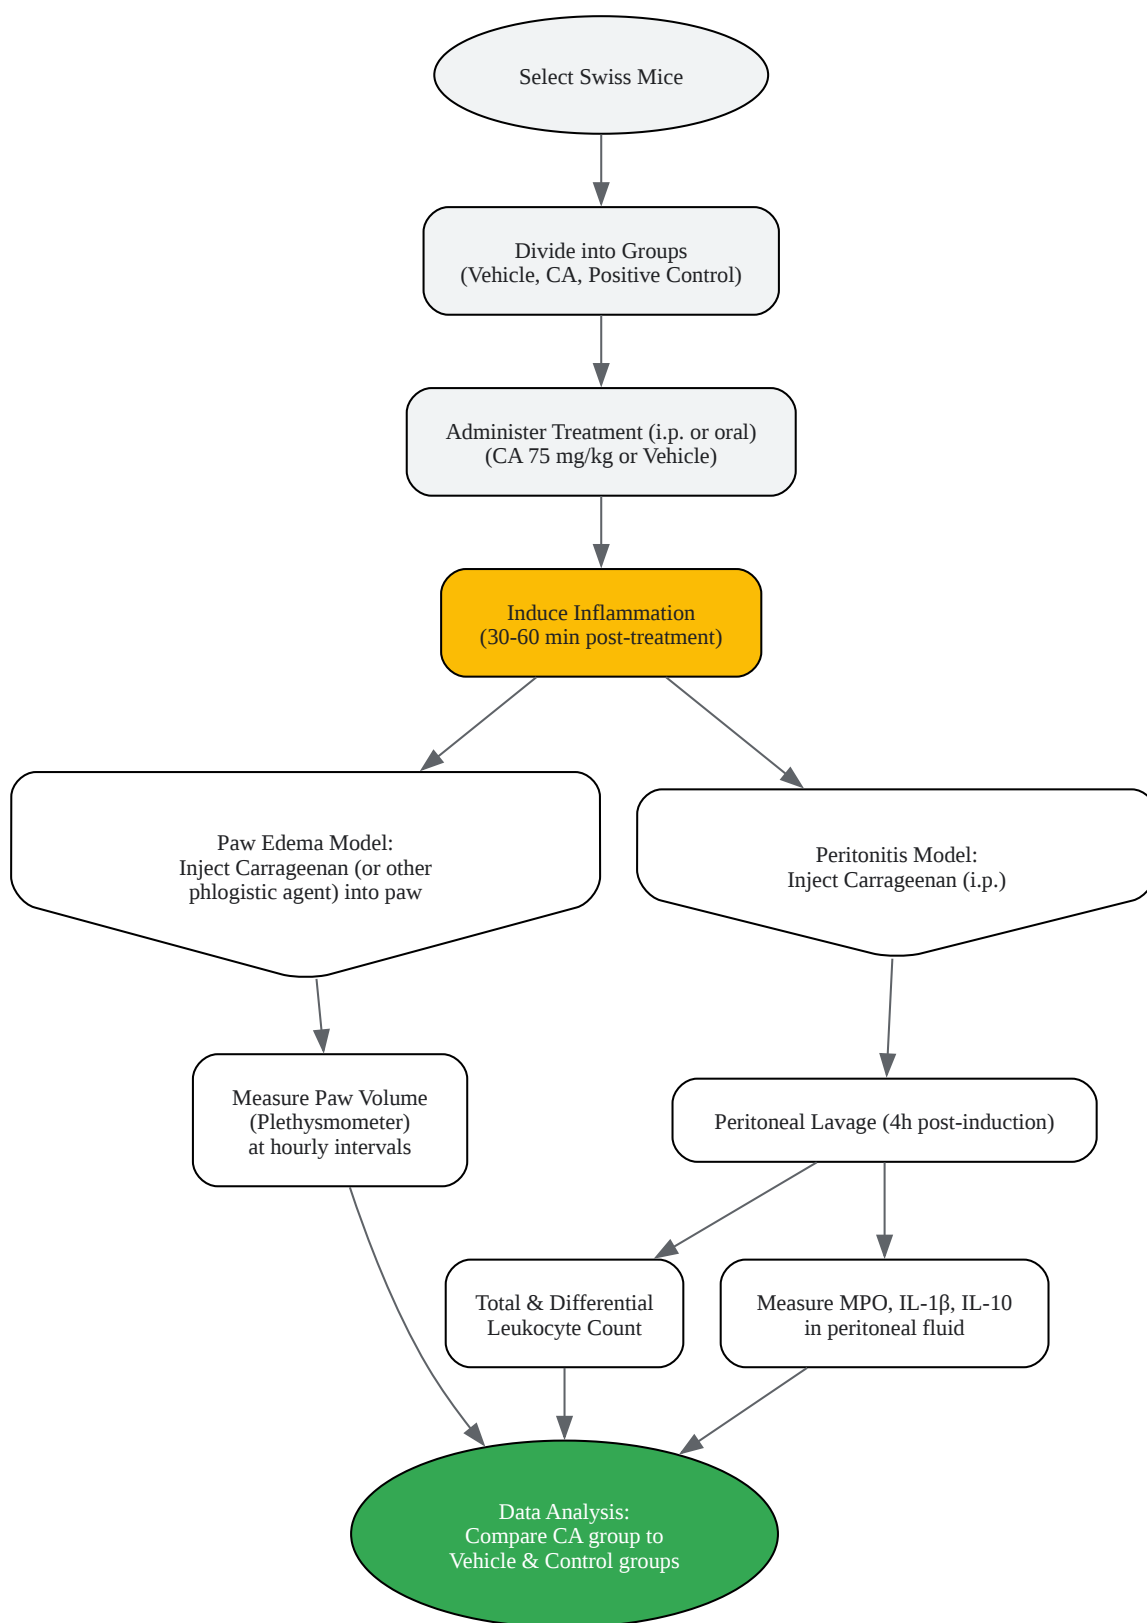 Select Swiss Mice
Divide into Groups
(Vehicle, CA, Positive Control)
Administer Treatment (i.p. or oral)
(CA 75 mg/kg or Vehicle)
Induce Inflammation
(30-60 min post-treatment)
Paw Edema Model:
Inject Carrageenan (or other
phlogistic agent) into paw
Peritonitis Model:
Inject Carrageenan (i.p.)
Measure Paw Volume
(Plethysmometer)
at hourly intervals
Peritoneal Lavage (4h post-induction)
Total & Differential
Leukocyte Count
Measure MPO, IL-1β, IL-10
in peritoneal fluid
Data Analysis:
Compare CA group to
Vehicle & Control groups